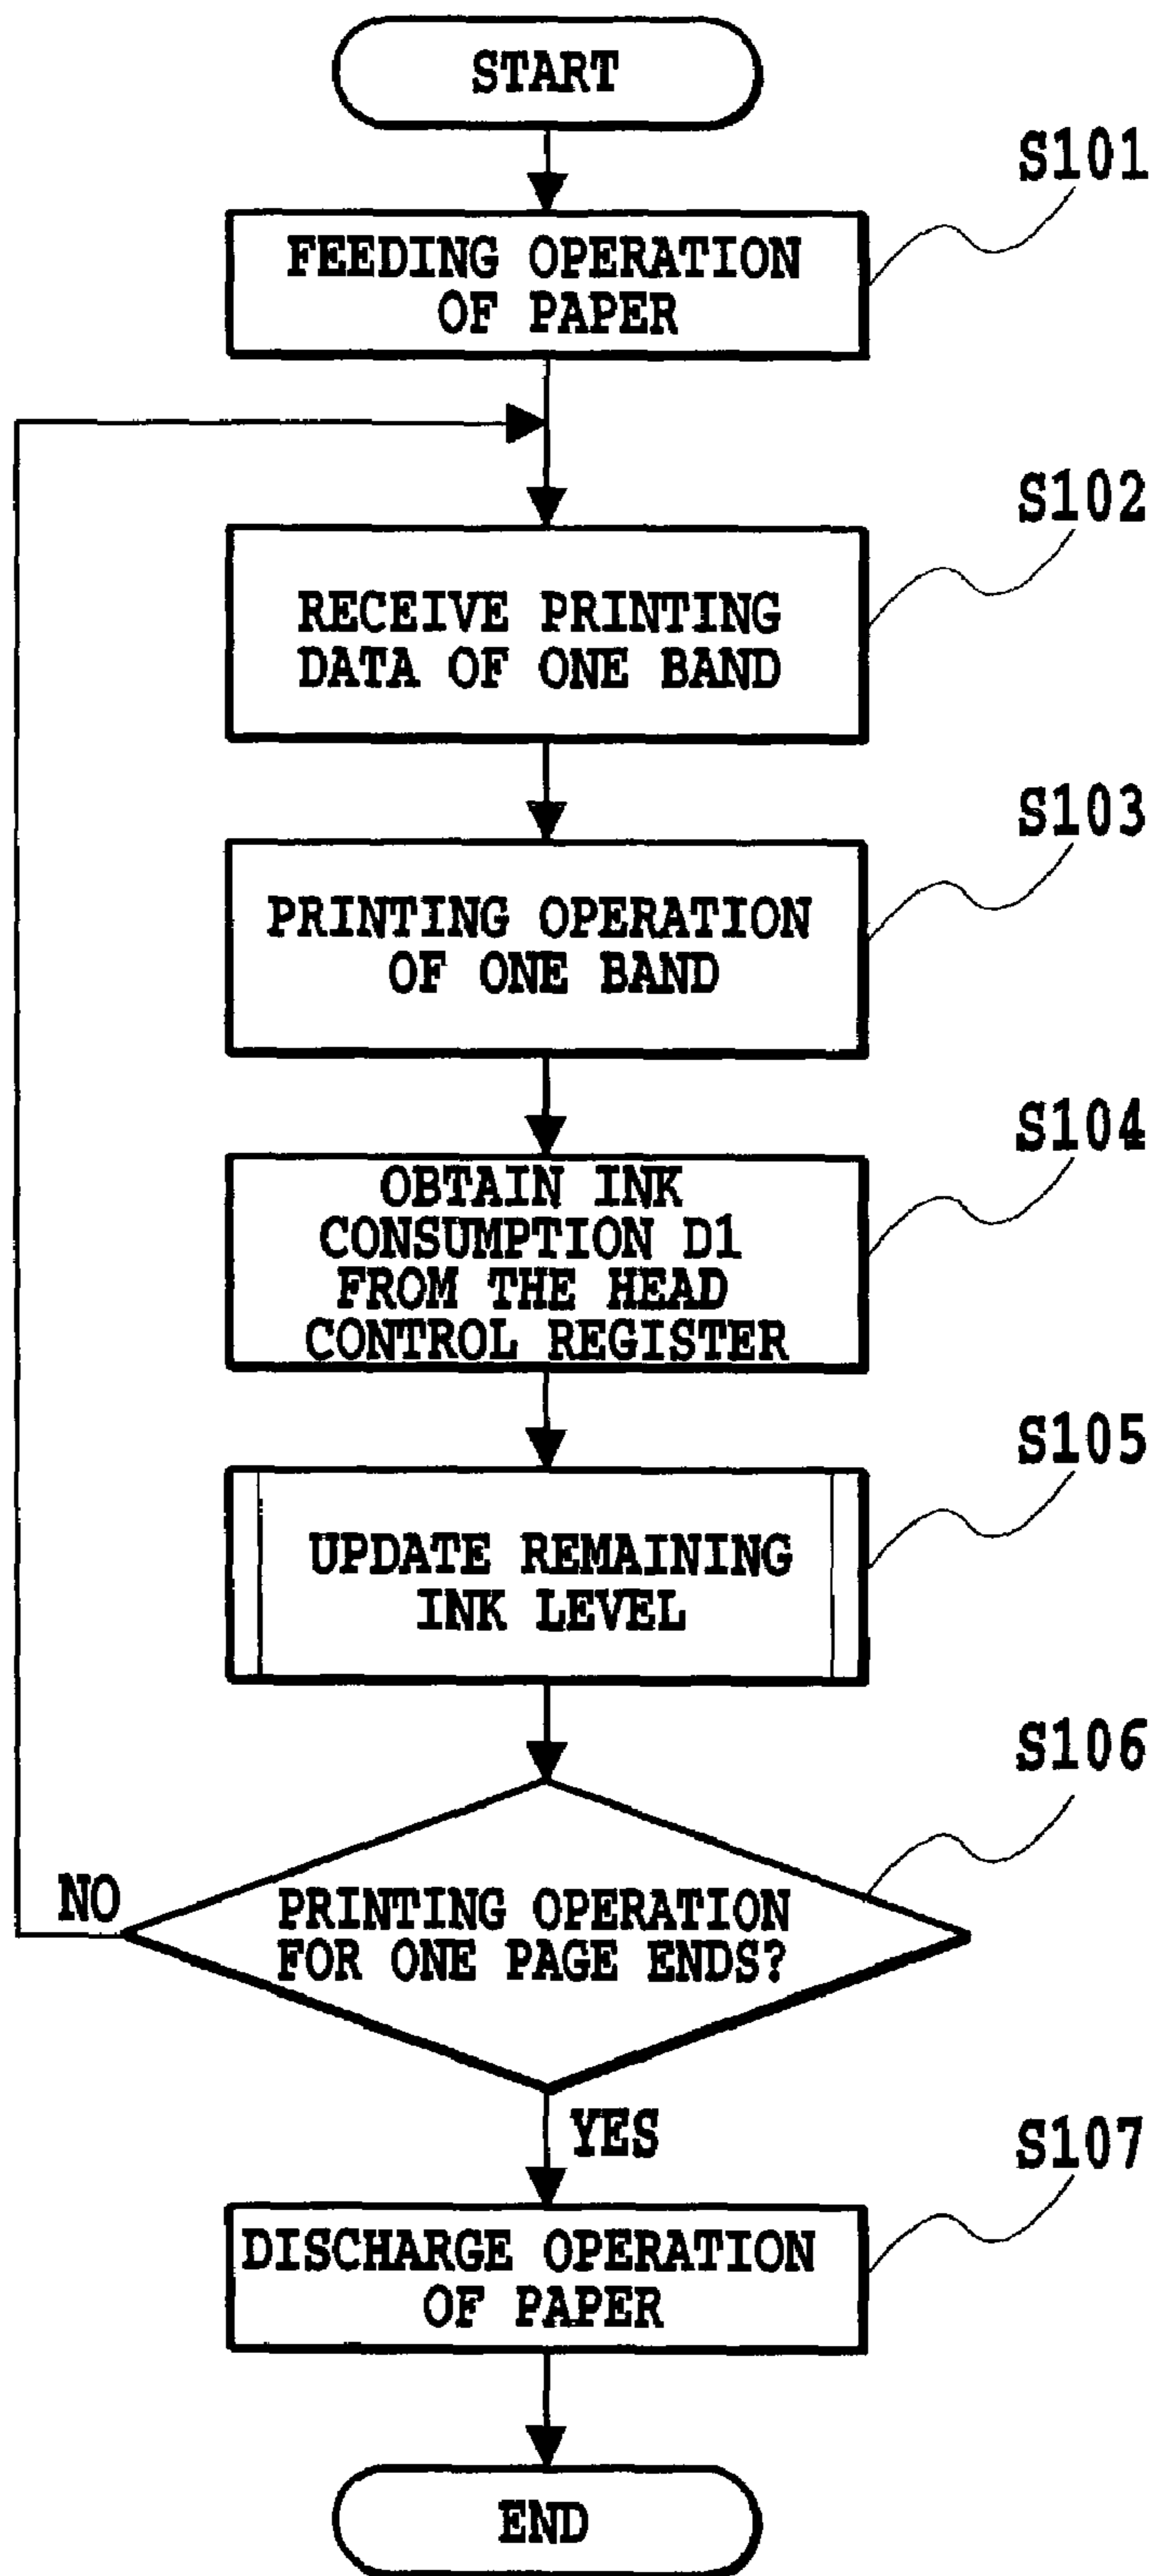 START
S101
FEEDING OPERATION
OF PAPER
S102
RECEIVE PRINTING
DATA OF ONE BAND
S103
PRINTING OPERATION
OF ONE BAND
S104
OBTAIN INK
CONSUMPTION D1
FROM THE HEAD
CONTROL REGISTER
S105
UPDATE REMAINING
INK LEVEL
S106
NO
PRINTING OPERATION
FOR ONE PAGE ENDS?
YES
S107
DISCHARGE OPERATION
OF PAPER
END